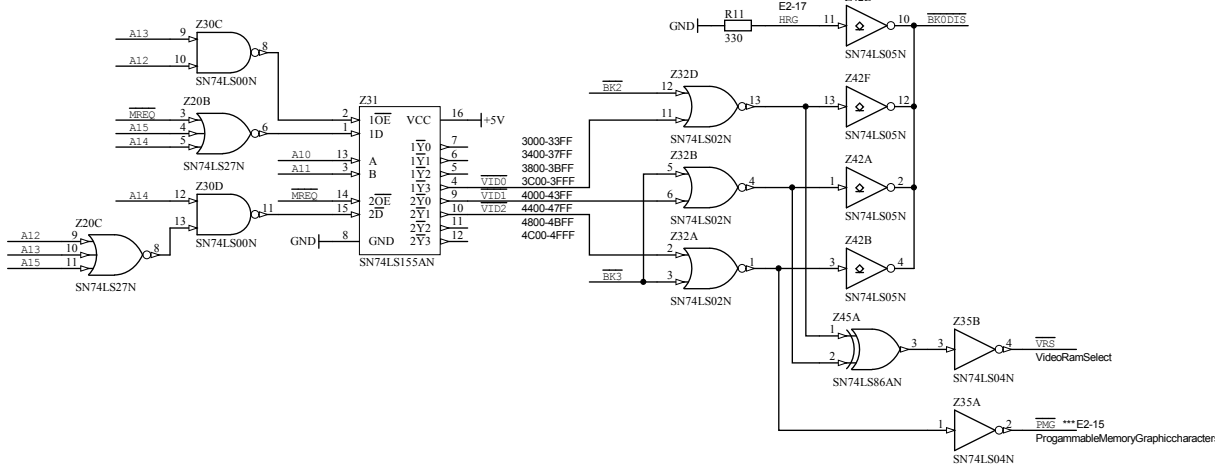 E2-17
R11
GND
HRG
330
11
10
BK0DIS
SN74LS05N
Z30C
A13
9
8
A12
10
SN74LS00N
Z20B
MREQ
3
A15
4
6
A14
5
SN74LS27N
Z30D
A14
12
11
13
SN74LS00N
Z20C
A12
9
A13
10
8
A15
11
SN74LS27N
Z31
2
1OE
VCC
16
+5V
1
1D
1Y0
7
3000-33FF
A10
13
A
1Y1
6
3400-37FF
A11
3
B
1Y2
5
3800-3BFF
1Y3
4
VID0
3C00-3FFF
MREQ
14
2OE
2Y0
9
VID1
4000-43FF
15
2D
2Y1
10
VID2
4400-47FF
2Y2
11
4800-4BFF
GND
8
GND
2Y3
12
4C00-4FFF
SN74LS155AN
Z32D
BK2
12
13
11
SN74LS02N
Z32B
5
4
6
SN74LS02N
Z32A
2
1
BK3
3
SN74LS02N
Z42F
13
12
SN74LS05N
Z42A
1
2
SN74LS05N
Z42B
3
4
SN74LS05N
Z45A
1
3
2
SN74LS86AN
Z35B
3
4
VRS
VideoRamSelect
SN74LS04N
Z35A
1
2
PMG ***E2-15
ProgammableMemoryGraphiccharacters
SN74LS04N